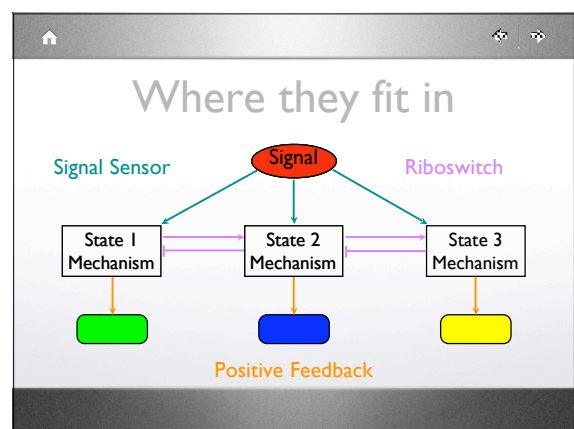 Where they fit in
Signal
Signal Sensor
Riboswitch
State 1
Mechanism
State 2
Mechanism
State 3
Mechanism
Positive Feedback